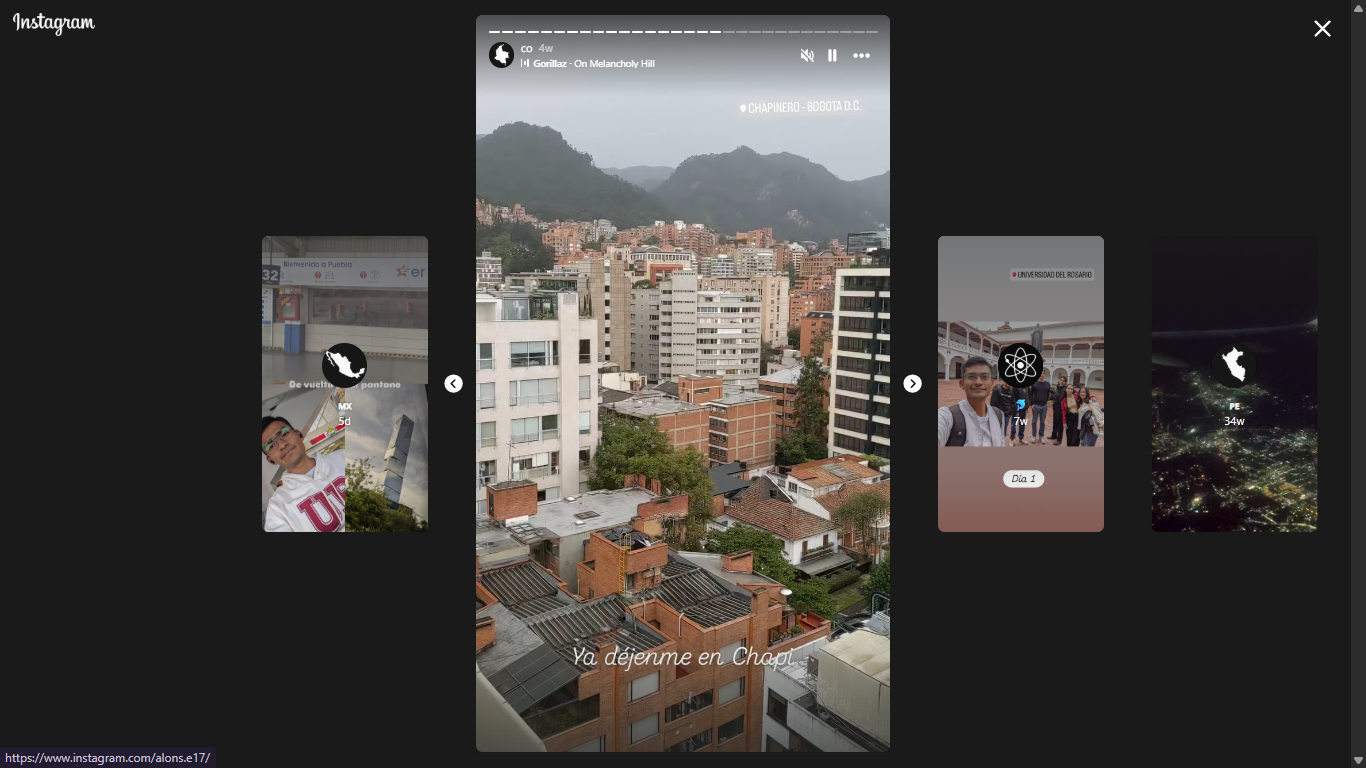 Instagram
co 4w
Gorillaz · On Melancholy Hill
CHAPINERO - BOGOTA D.C.
Bienvenido a Puebla
32
er
De vuelta pantano
MX
5d
UNIVERSIDAD DEL ROSARIO
7w
Día 1
PE
34w
Ya déjenme en Chapi
https://www.instagram.com/alons.e17/